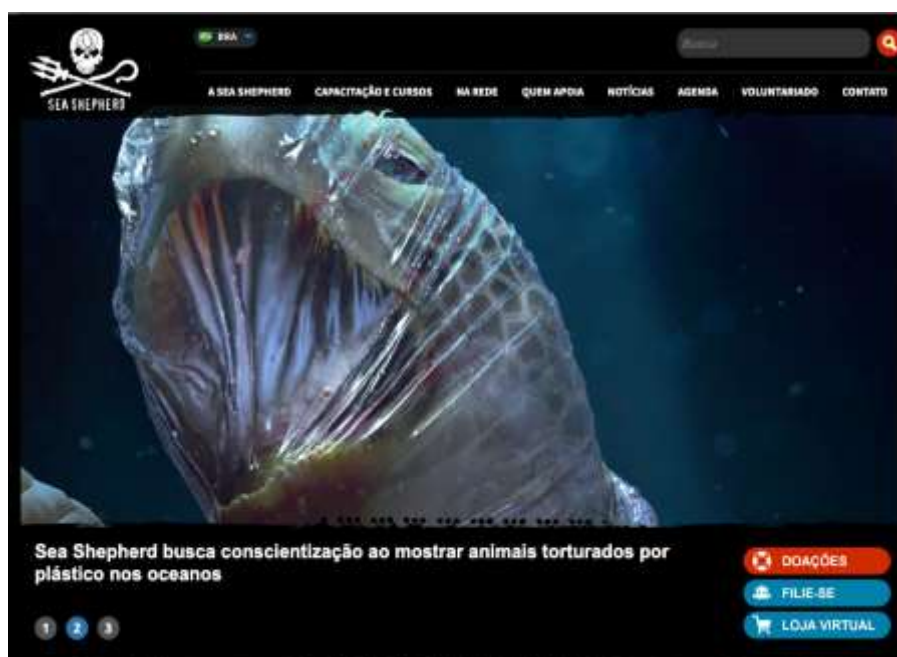 BRA
Busca
SEA SHEPHERD
A SEA SHEPHERD CAPACITAÇÃO E CURSOS NA REDE QUEM APOIA NOTÍCIAS AGENDA VOLUNTARIADO CONTATO
Sea Shepherd busca conscientização ao mostrar animais torturados por
plástico nos oceanos
DOAÇÕES
FILIE-SE
LOJA VIRTUAL
1 2 3